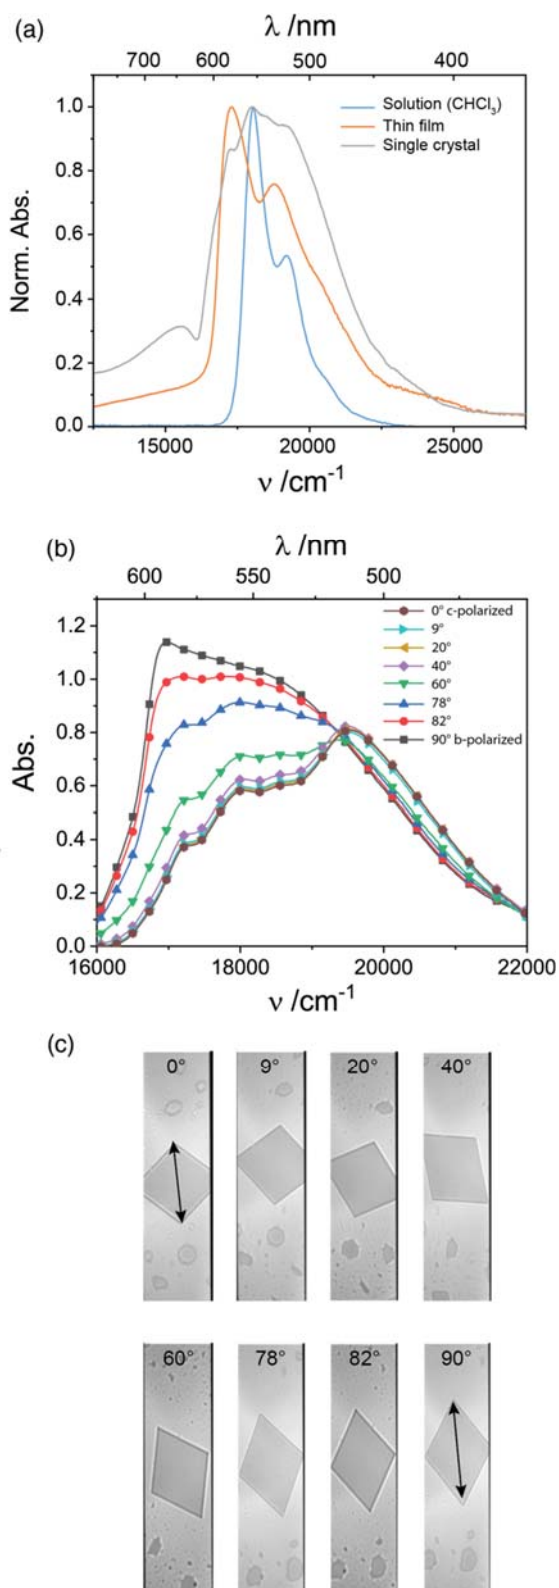 (a)
λ /nm
700 600 500 400
1.0
Solution (CHCl3)
Thin film
Single crystal
0.8
0.6
0.4
0.2
0.0
Norm. Abs.
15000 20000 25000
ν /cm-1
(b)
λ /nm
600 550 500
1.2
1.0
0.8
0.6
0.4
0.2
0.0
Abs.
0° c-polarized
9°
20°
40°
60°
78°
82°
90° b-polarized
16000 18000 20000 22000
ν /cm-1
(c)
0° 9° 20° 40°
60° 78° 82° 90°